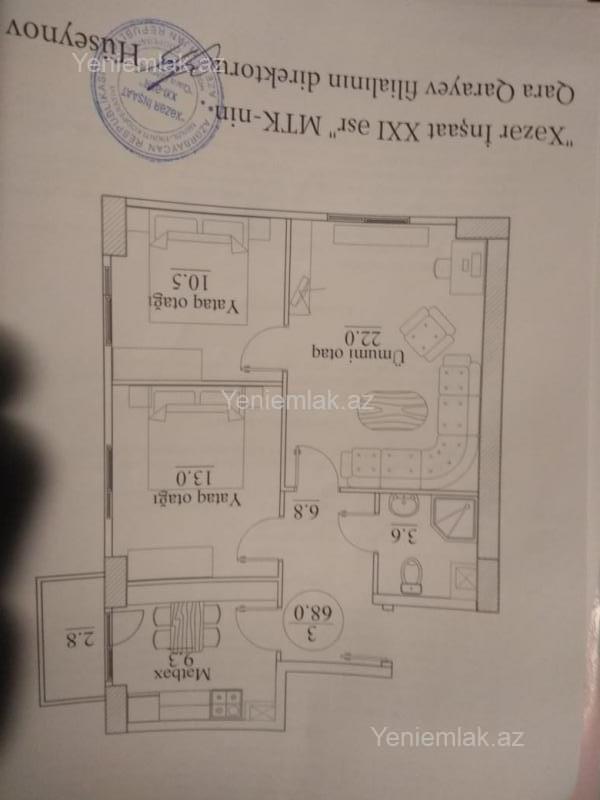 Matbəx
9.3
2.8
3
68.0
Yataq otağı
13.0
6.8
3.6
Ümumi otaq
22.0
Yataq otağı
10.5
"Xəzər İnşaat XXI əsr" MTK-nin
Qara Qarayev filialının direktoru
Hüseynov
AZƏRBAYCAN RESPUBLİKASI
"XƏZƏR İNŞAAT
XXI-ƏSR"
Yeniemlak.az
Yeniemlak.az
Yeniemlak.az